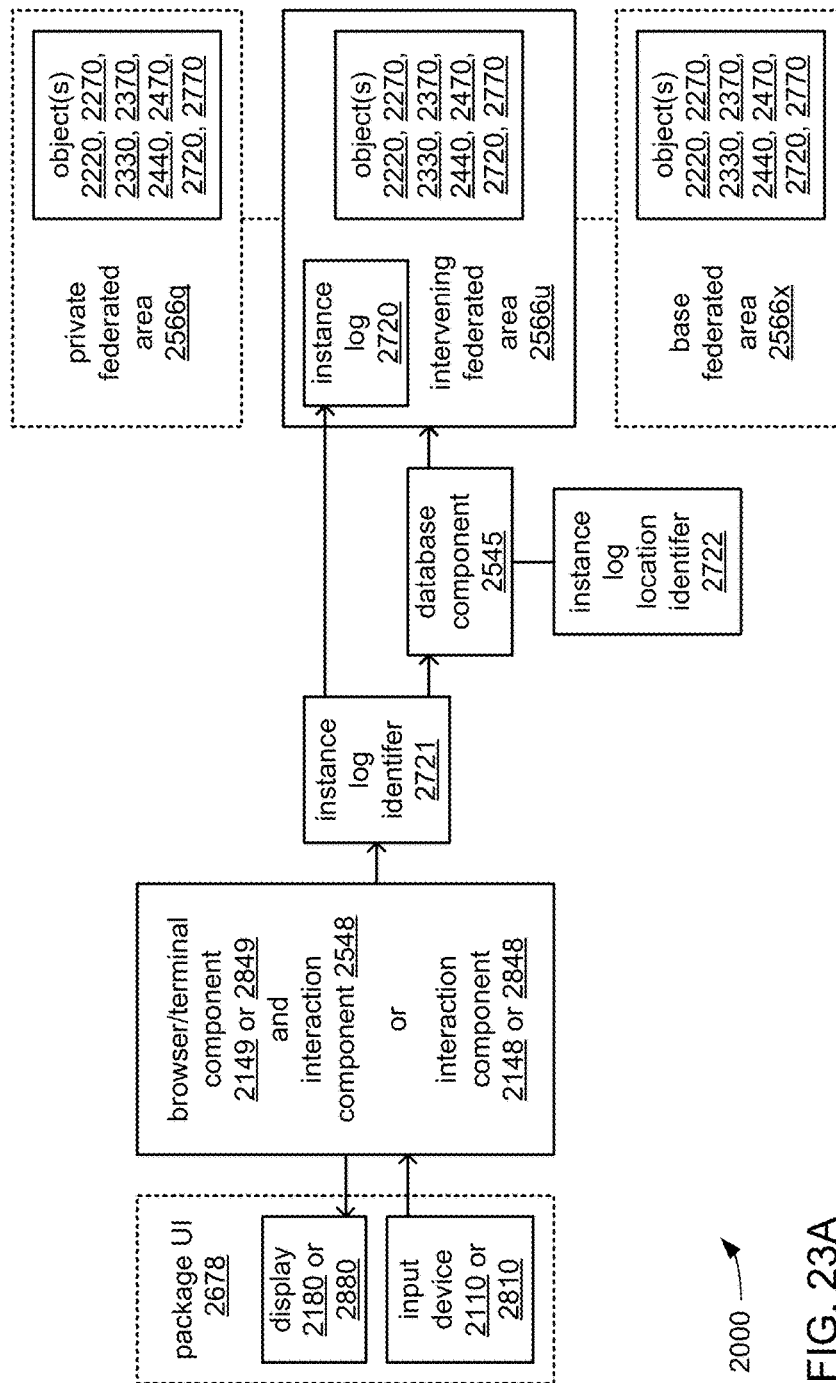 package UI
2678
display
2180 or
2880
input
device
2110 or
2810
browser/terminal
component
2149 or 2849
and
interaction
component 2548
or
interaction
component
2148 or 2848
instance
log
identifer
2721
database
component
2545
instance
log
location
identifer
2722
private
federated
area
2566q
object(s)
2220, 2270,
2330, 2370,
2440, 2470,
2720, 2770
instance
log
2720
intervening
federated
area
2566u
object(s)
2220, 2270,
2330, 2370,
2440, 2470,
2720, 2770
base
federated
area
2566x
object(s)
2220, 2270,
2330, 2370,
2440, 2470,
2720, 2770
2000
FIG. 23A